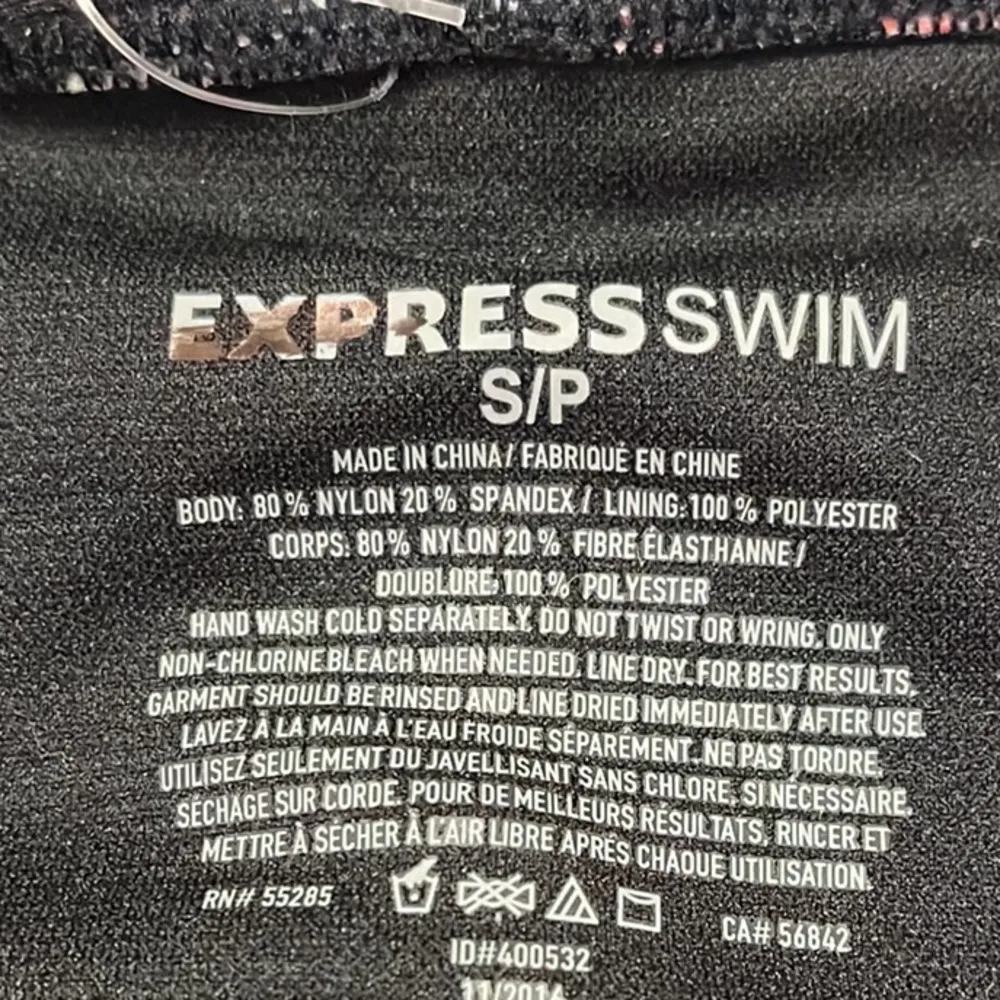 EXPRESS SWIM
S/P
MADE IN CHINA / FABRIQUÉ EN CHINE
BODY: 80 % NYLON 20 % SPANDEX / LINING: 100 % POLYESTER
CORPS: 80 % NYLON 20 % FIBRE ÉLASTHANNE /
DOUBLURE: 100 % POLYESTER
HAND WASH COLD SEPARATELY. DO NOT TWIST OR WRING. ONLY
NON-CHLORINE BLEACH WHEN NEEDED. LINE DRY. FOR BEST RESULTS,
GARMENT SHOULD BE RINSED AND LINE DRIED IMMEDIATELY AFTER USE.
LAVEZ À LA MAIN À L'EAU FROIDE SÉPARÉMENT. NE PAS TORDRE.
UTILISEZ SEULEMENT DU JAVELLISANT SANS CHLORE, SI NÉCESSAIRE.
SÉCHAGE SUR CORDE. POUR DE MEILLEURS RÉSULTATS, RINCER ET
METTRE À SÉCHER À L'AIR LIBRE APRÈS CHAQUE UTILISATION.
RN# 55285
CA# 56842
ID#400532
11/2016